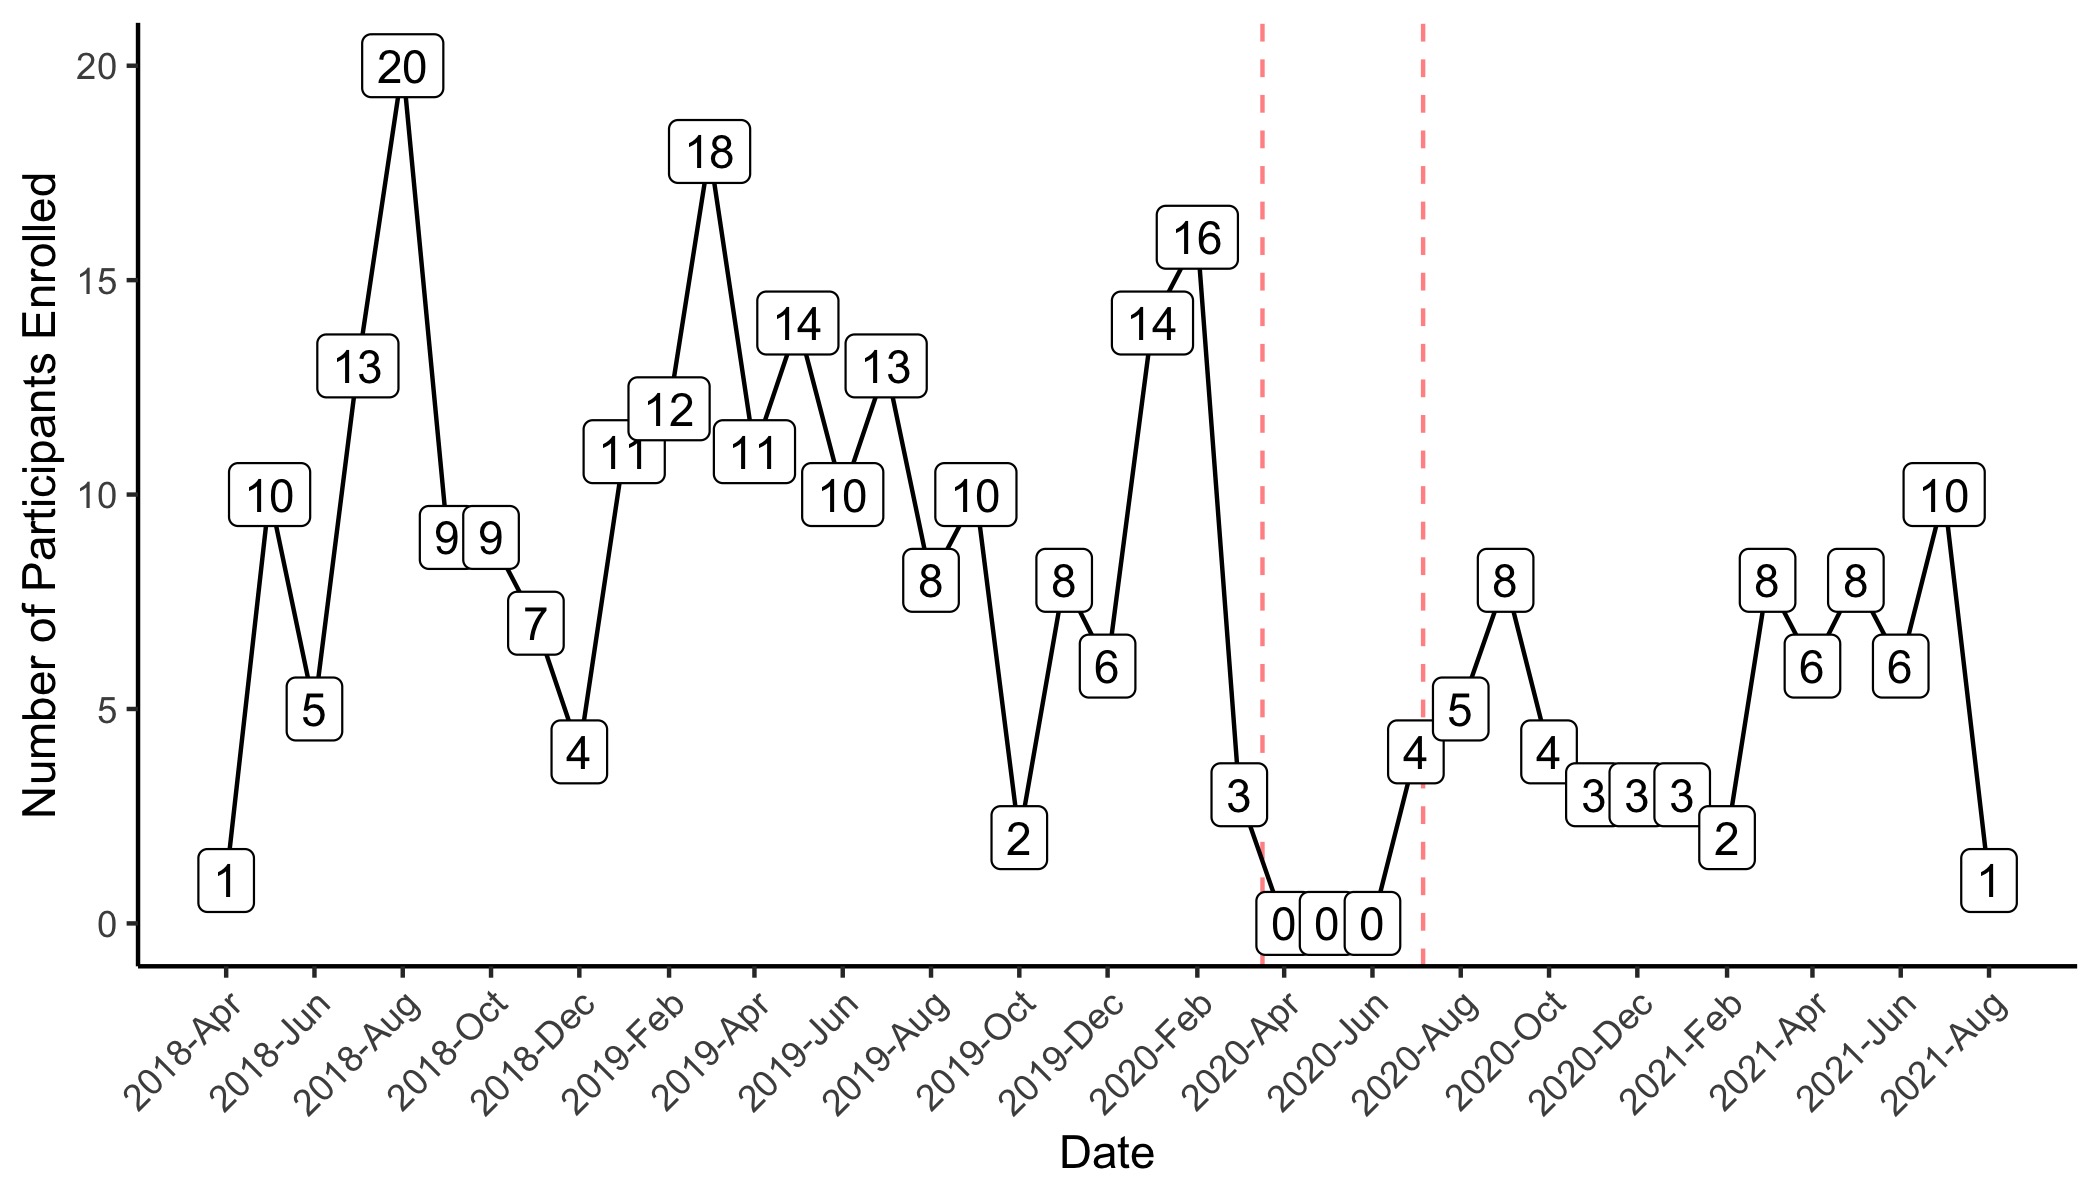 Number of Participants Enrolled
20
15
10
5
0
1
10
5
13
20
9
9
7
4
11
12
18
11
14
10
13
8
10
2
8
6
14
16
3
0
0
0
4
5
8
4
3
3
3
2
8
6
8
6
10
1
2018-Apr
2018-Jun
2018-Aug
2018-Oct
2018-Dec
2019-Feb
2019-Apr
2019-Jun
2019-Aug
2019-Oct
2019-Dec
2020-Feb
2020-Apr
2020-Jun
2020-Aug
2020-Oct
2020-Dec
2021-Feb
2021-Apr
2021-Jun
2021-Aug
Date